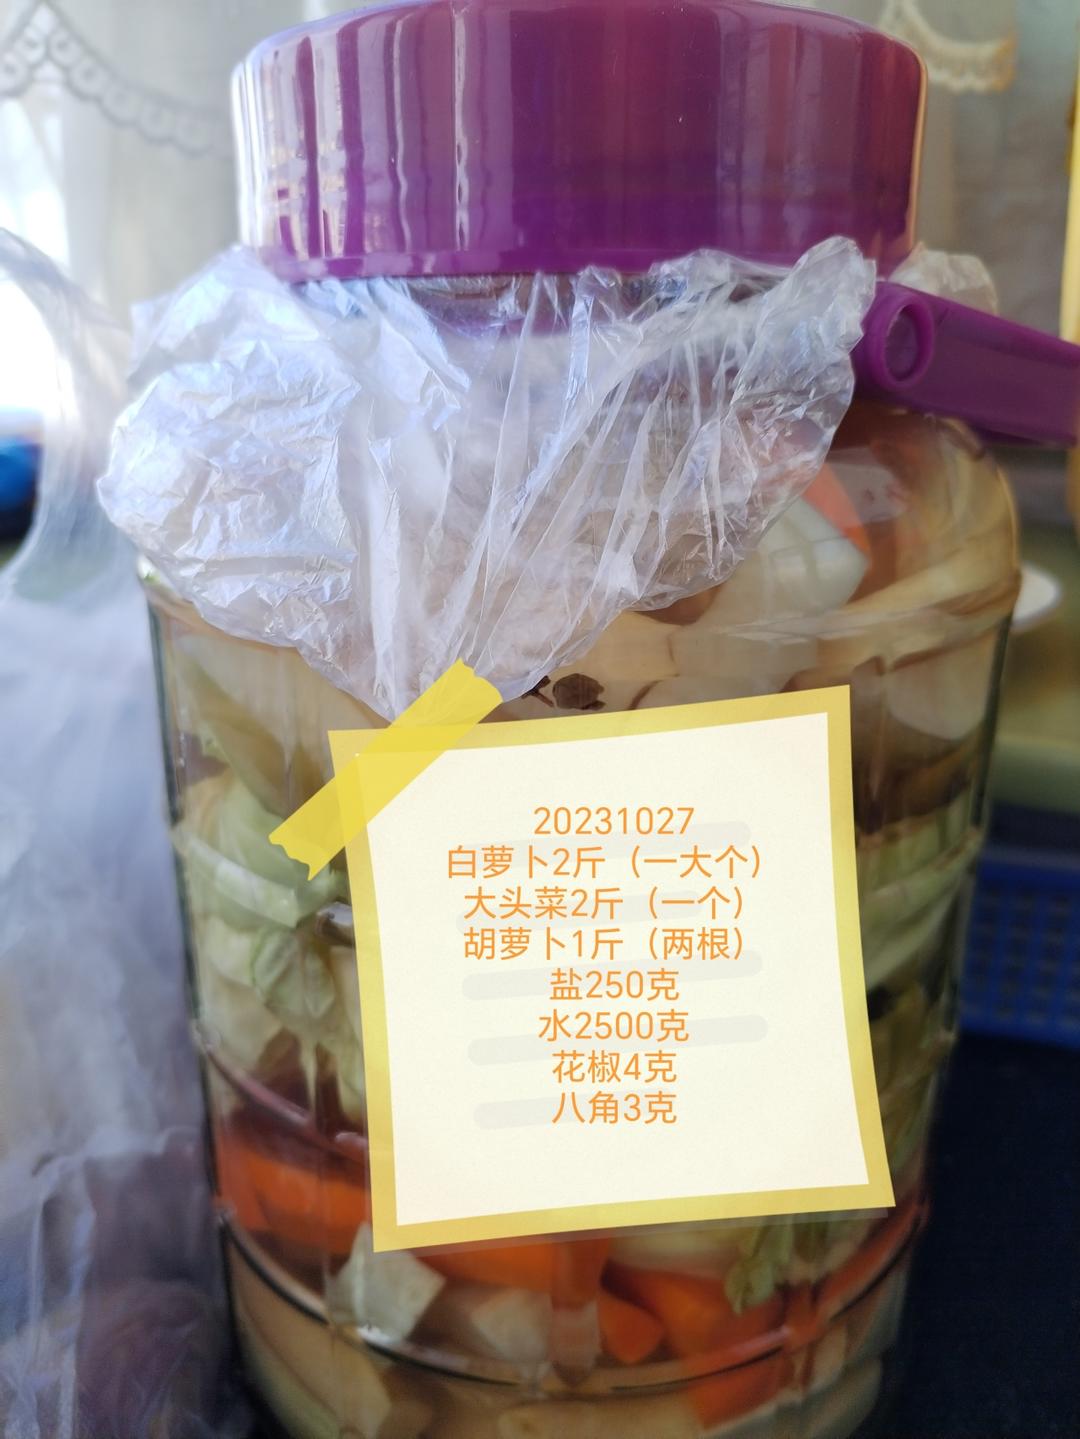 20231027
白萝卜2斤（一大个）
大头菜2斤（一个）
胡萝卜1斤（两根）
盐250克
水2500克
花椒4克
八角3克